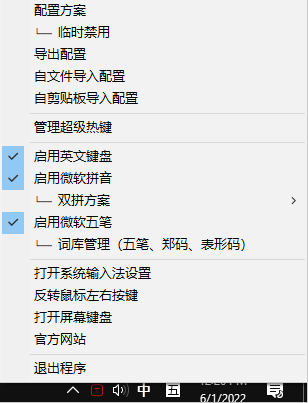 配置方案
临时禁用
导出配置
自文件导入配置
自剪贴板导入配置
管理超级热键
启用英文键盘
启用微软拼音
双拼方案
启用微软五笔
词库管理（五笔、郑码、表形码）
打开系统输入法设置
反转鼠标左右按键
打开屏幕键盘
官方网站
退出程序
中 五
6/1/2022